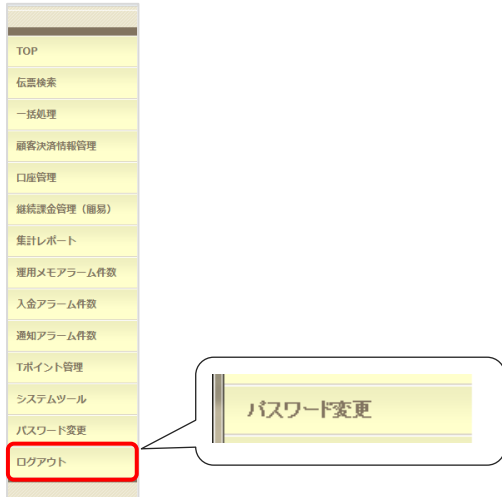 TOP
伝票検索
一括処理
顧客決済情報管理
口座管理
継続課金管理（簡易）
集計レポート
運用メモアラーム件数
入金アラーム件数
通知アラーム件数
Tポイント管理
システムツール
パスワード変更
ログアウト
パスワード変更